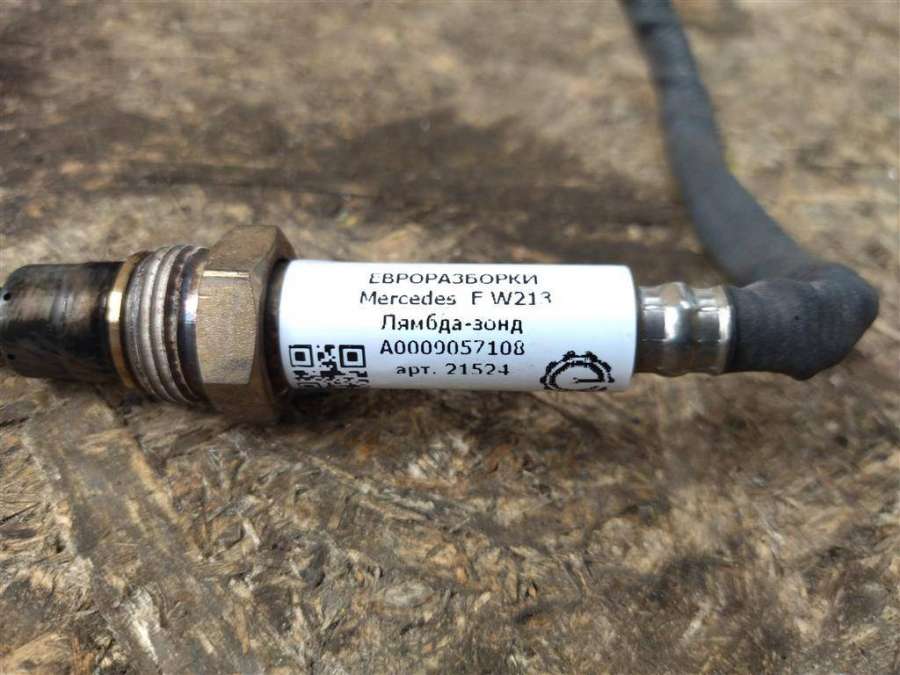 ЕВРОРАЗБОРКИ
Mercedes E W213
Лямбда-зонд
A0009057108
арт. 21524